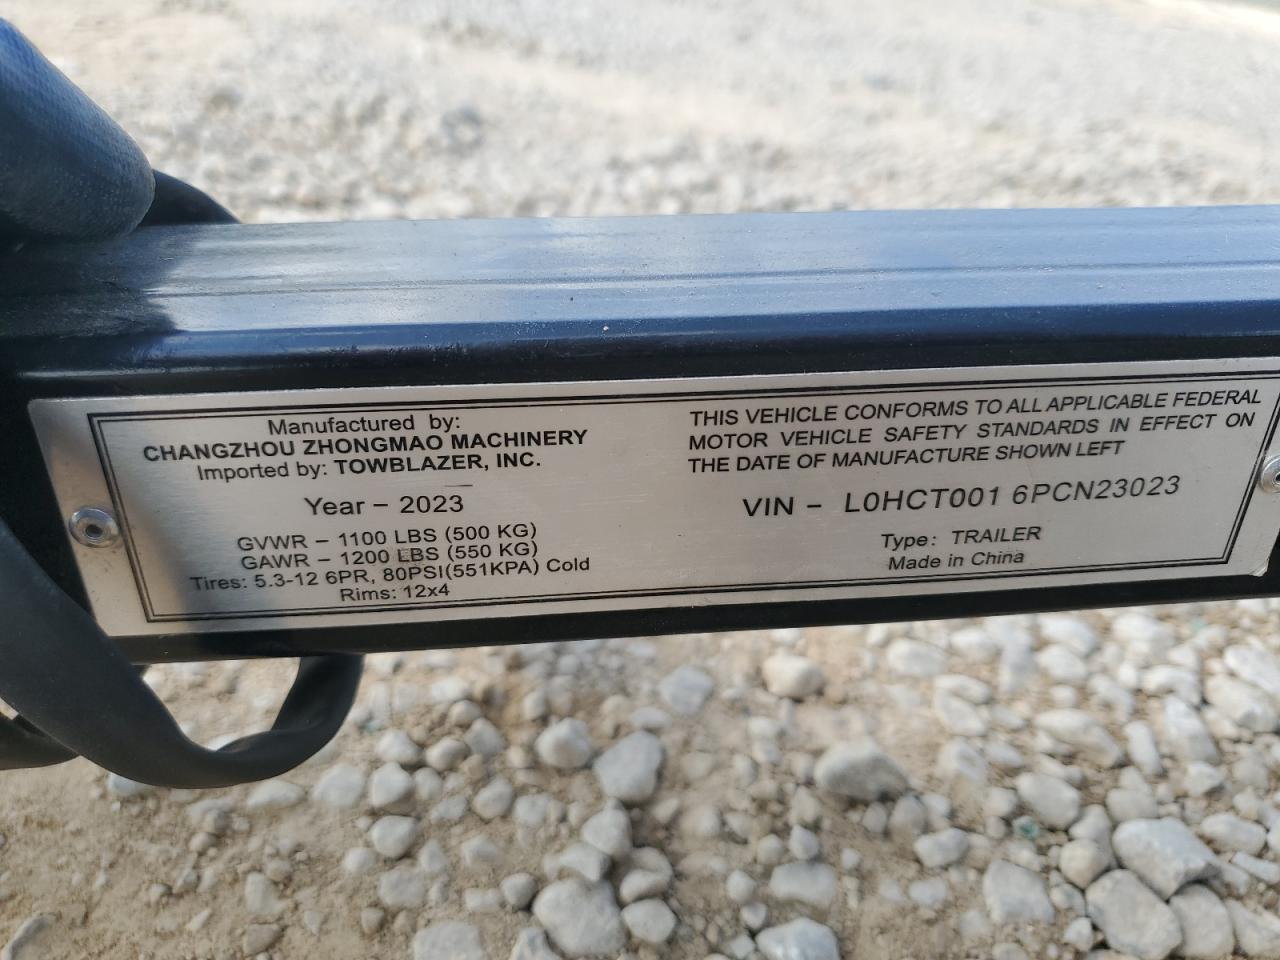 Manufactured by:
CHANGZHOU ZHONGMAO MACHINERY
Imported by: TOWBLAZER, INC.
Year – 2023
GVWR – 1100 LBS (500 KG)
GAWR – 1200 LBS (550 KG)
Tires: 5.3-12 6PR, 80PSI(551KPA) Cold
Rims: 12x4
THIS VEHICLE CONFORMS TO ALL APPLICABLE FEDERAL
MOTOR VEHICLE SAFETY STANDARDS IN EFFECT ON
THE DATE OF MANUFACTURE SHOWN LEFT
VIN – L0HCT001 6PCN23023
Type: TRAILER
Made in China